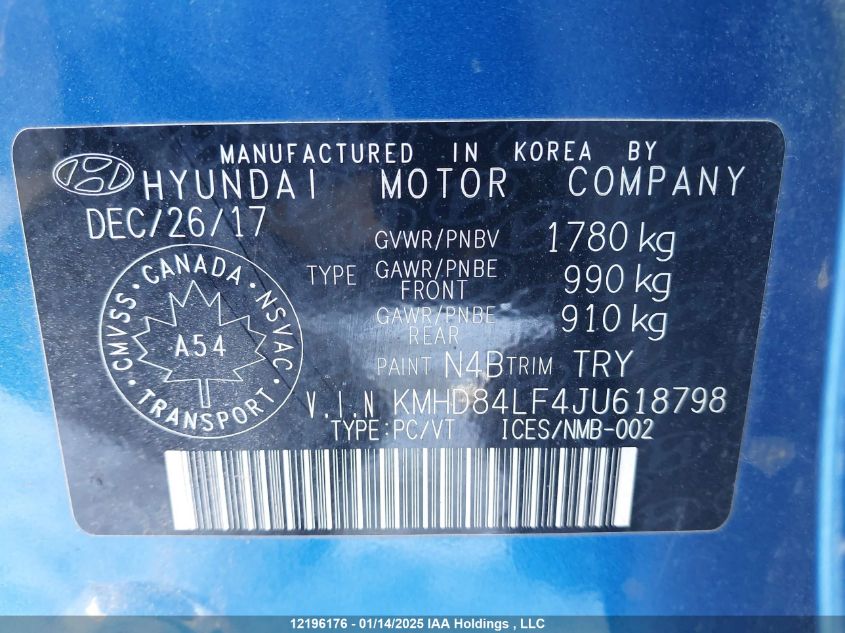 MANUFACTURED IN KOREA BY
HYUNDAI MOTOR COMPANY
DEC/26/17
GVWR/PNBV 1780 kg
TYPE GAWR/PNBE FRONT 990 kg
GAWR/PNBE REAR 910 kg
PAINT N4B TRIM TRY
CANADA
CMVSS NSVAC
A54
TRANSPORT
V.I.N KMHD84LF4JU618798
TYPE:PC/VT ICES/NMB-002
12196176 - 01/14/2025 IAA Holdings , LLC